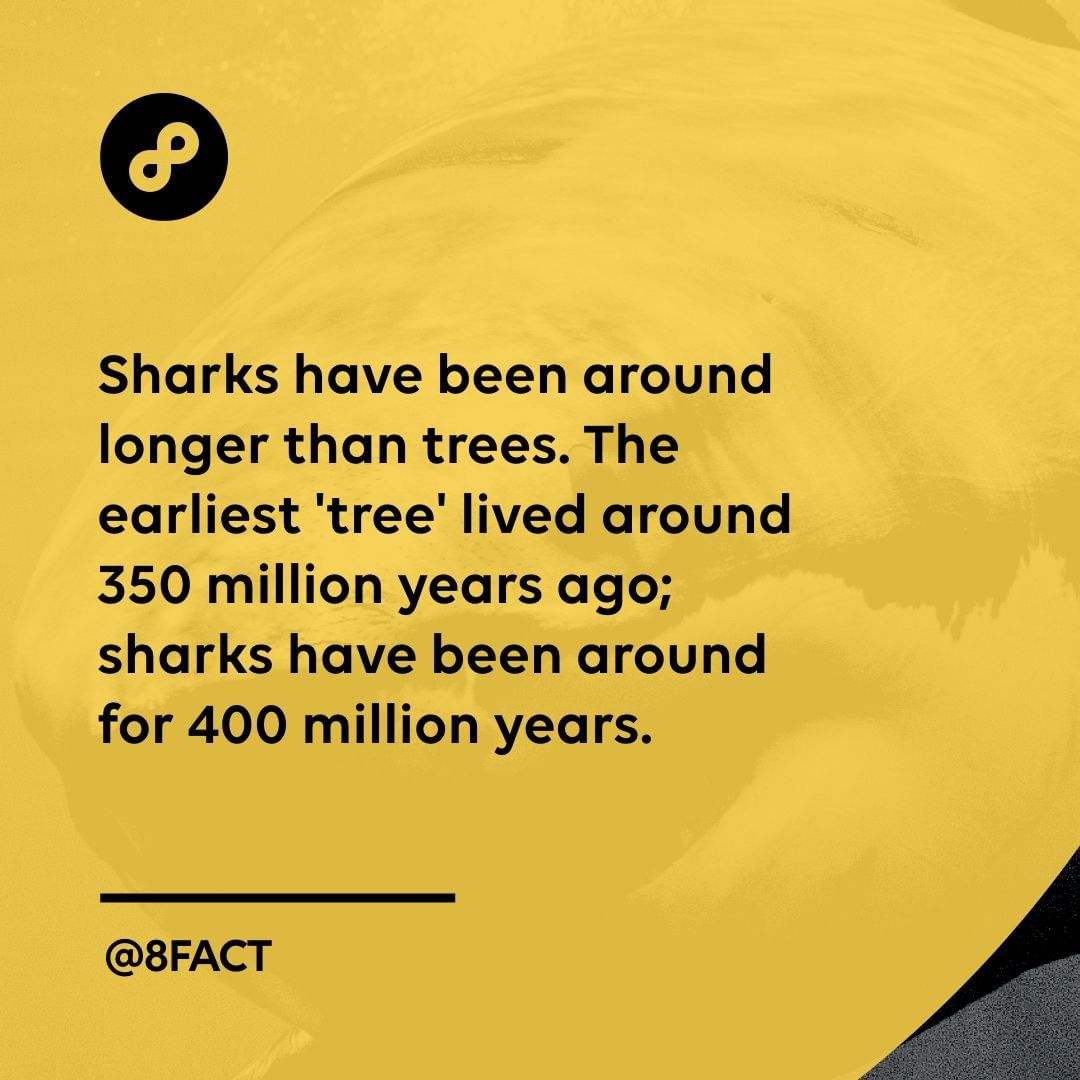 Sharks have been around
longer than trees. The
earliest 'tree' lived around
350 million years ago;
sharks have been around
for 400 million years.
@8FACT